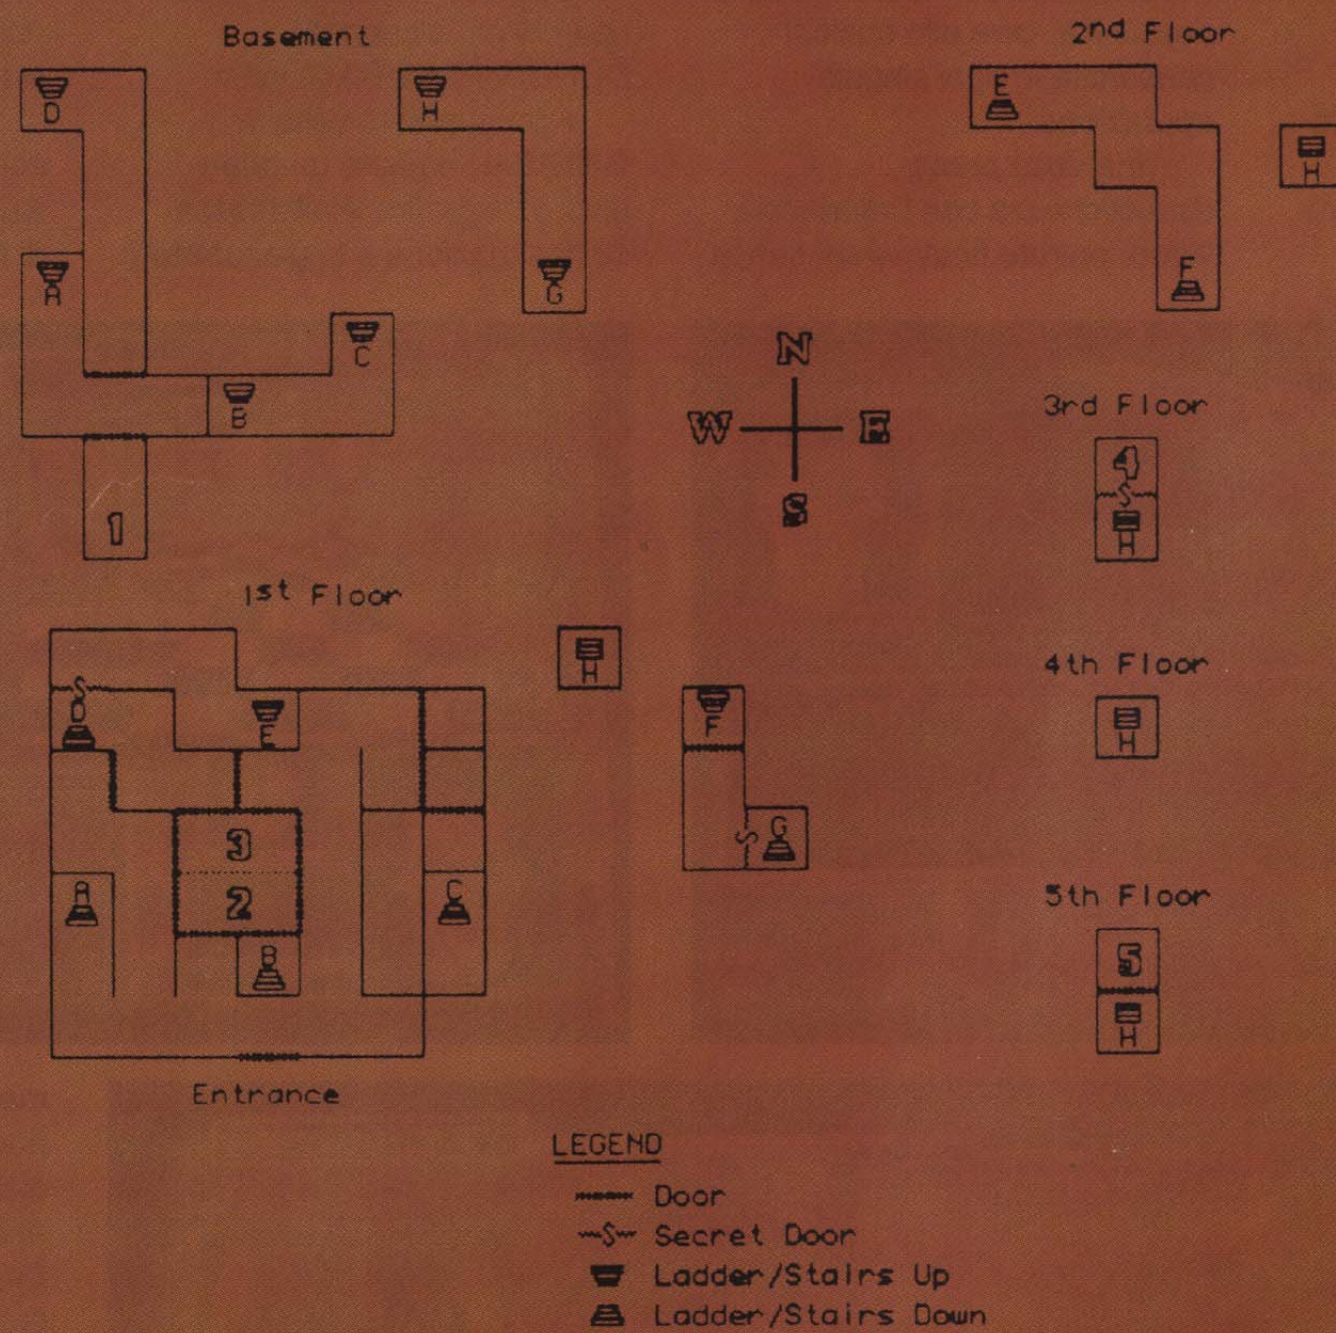 Basement
D
H
A
G
C
B
1
2nd Floor
E
H
F
N
W E
S
3rd Floor
4
S
H
1st Floor
H
S
D
E
F
3
S G
A
2
C
B
Entrance
4th Floor
H
5th Floor
5
H
LEGEND
Door
S Secret Door
Ladder/Stairs Up
Ladder/Stairs Down